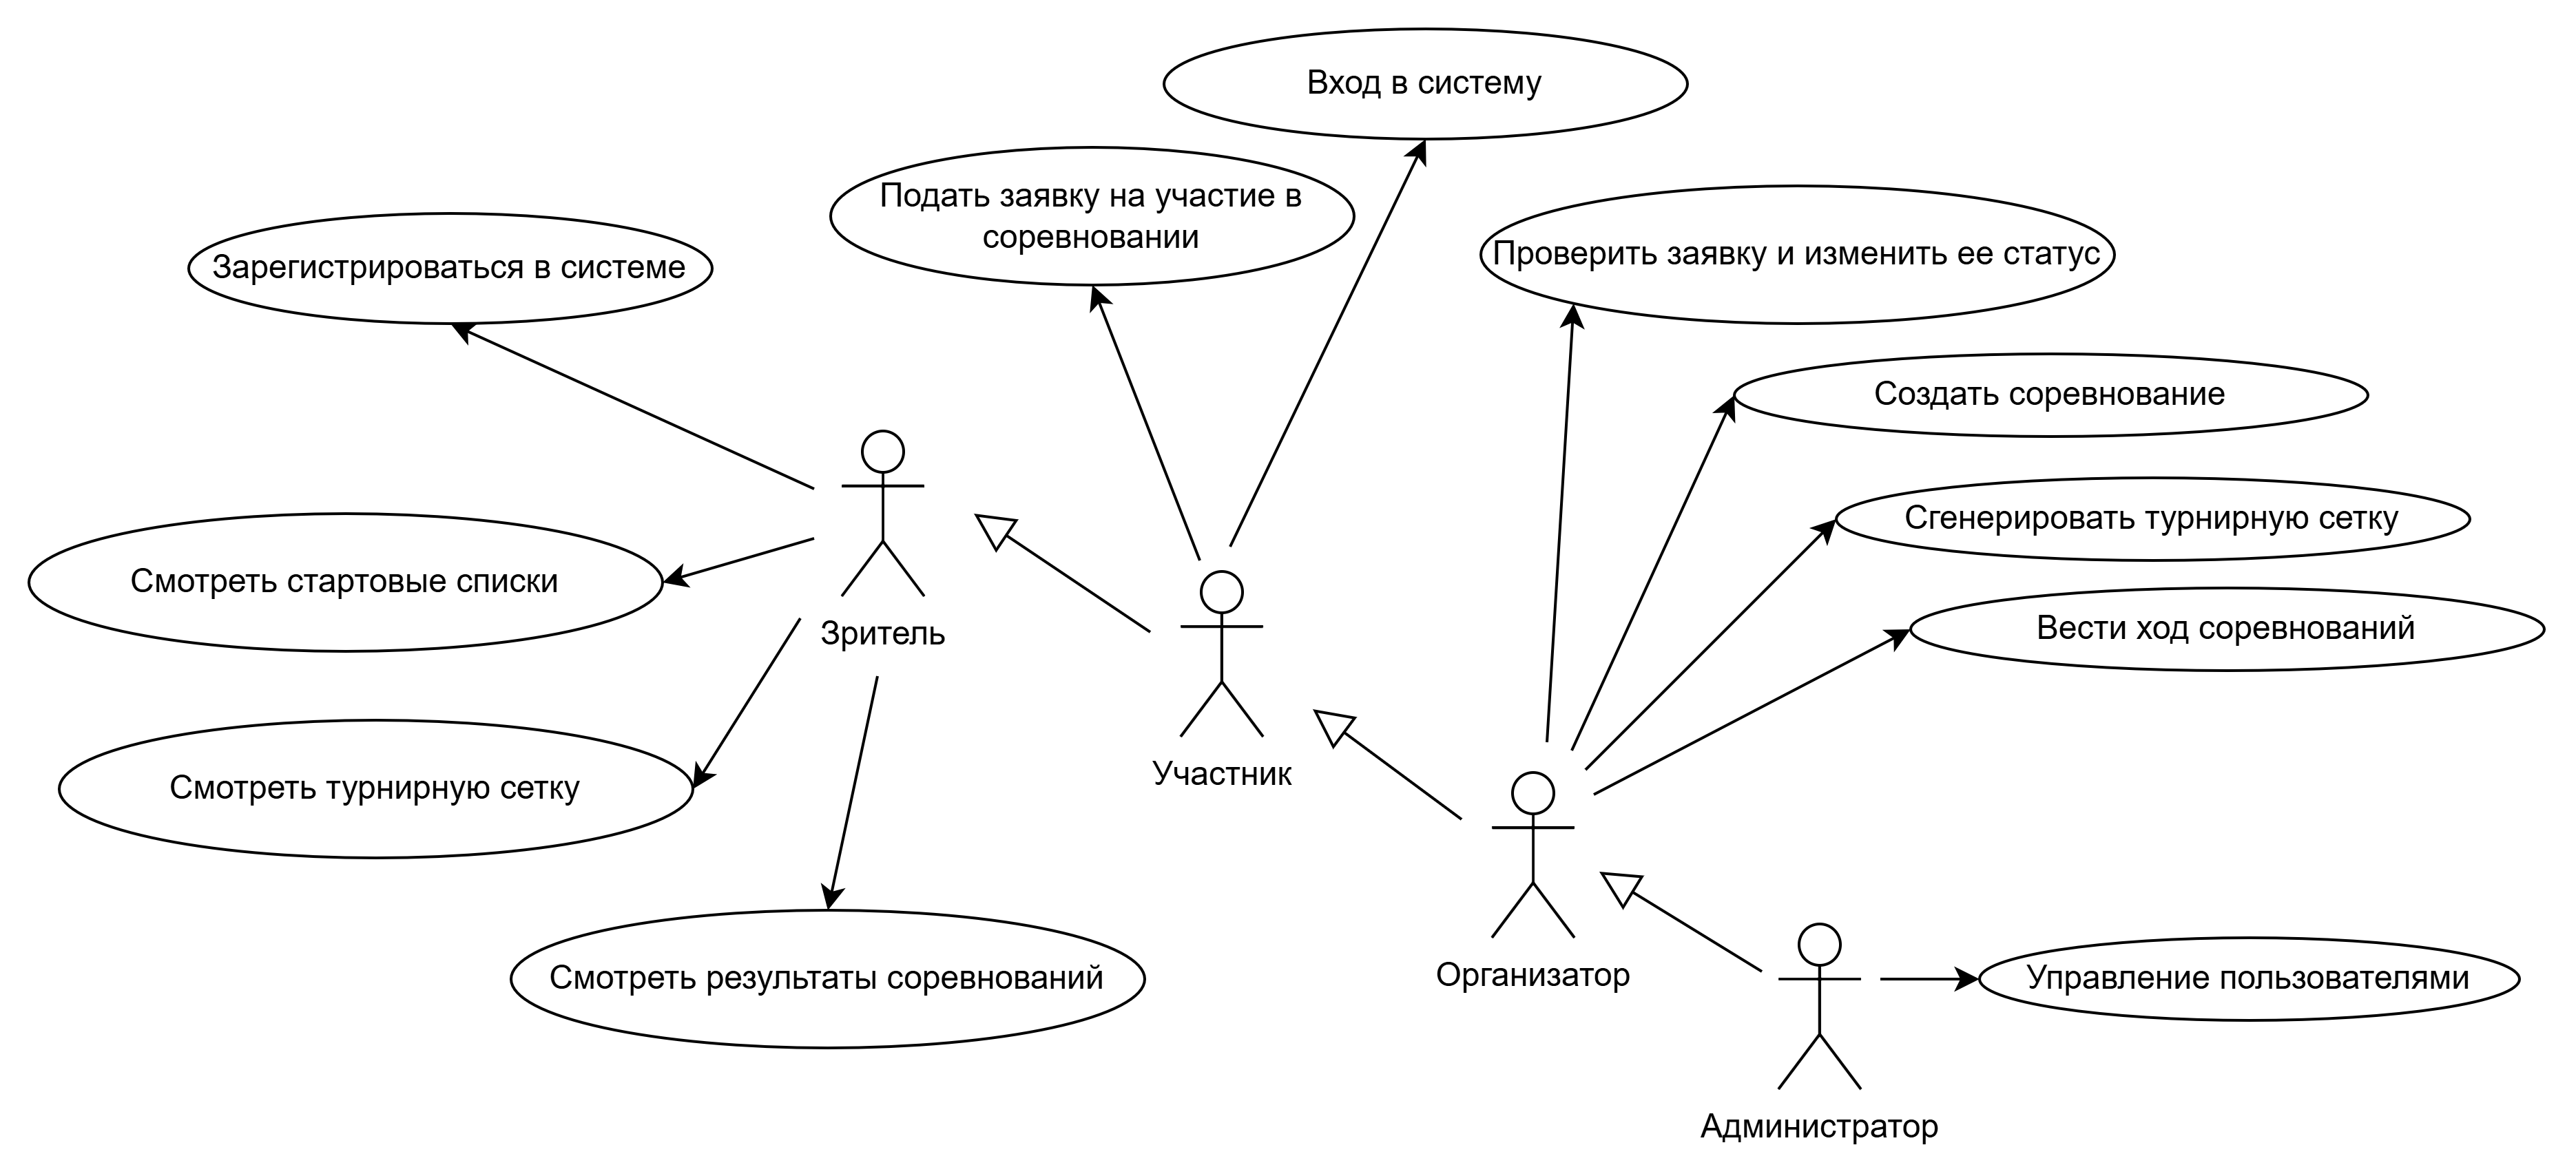 Вход в систему
Подать заявку на участие в
соревновании
Зарегистрироваться в системе
Проверить заявку и изменить ее статус
Создать соревнование
Сгенерировать турнирную сетку
Смотреть стартовые списки
Зритель
Вести ход соревнований
Смотреть турнирную сетку
Участник
Смотреть результаты соревнований
Организатор
Управление пользователями
Администратор